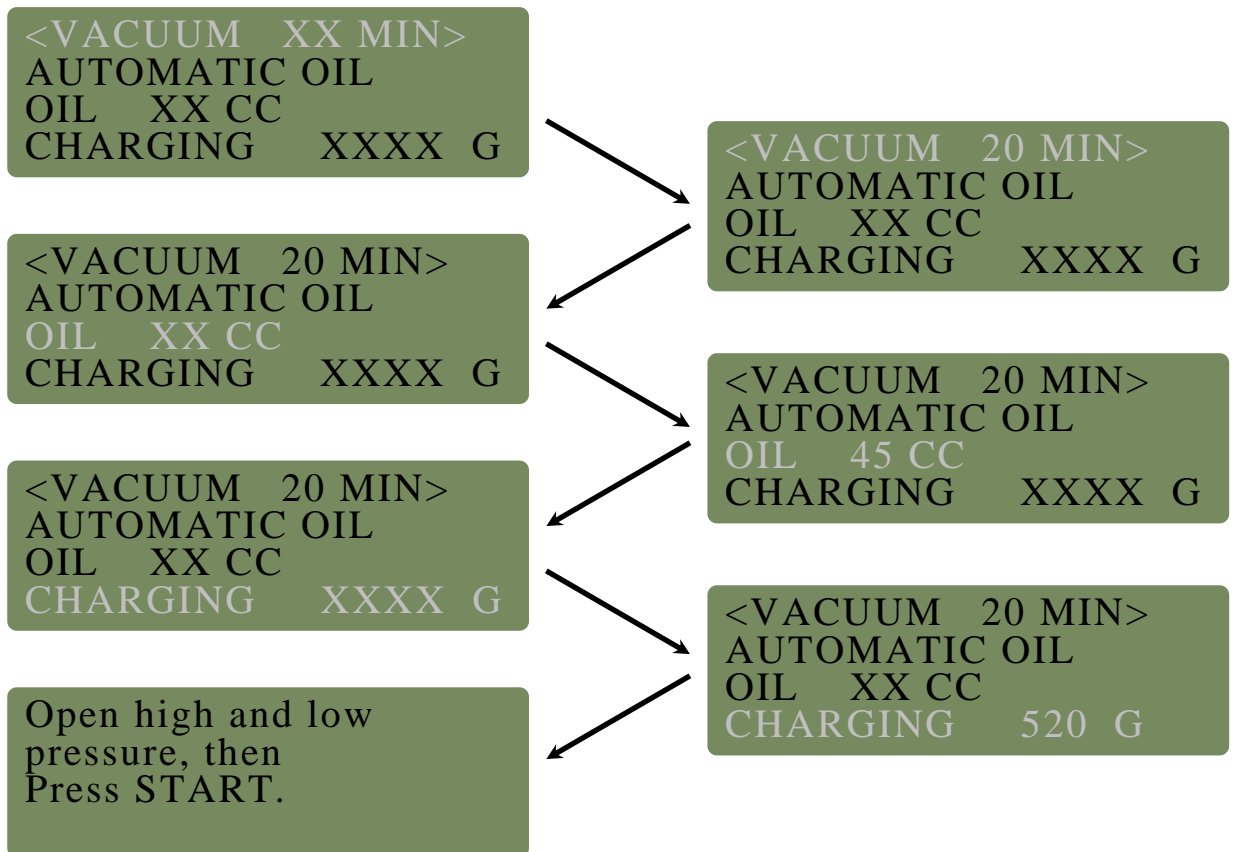 <VACUUM XX MIN>
AUTOMATIC OIL
OIL XX CC
CHARGING XXXX G
<VACUUM 20 MIN>
AUTOMATIC OIL
OIL XX CC
CHARGING XXXX G
<VACUUM 20 MIN>
AUTOMATIC OIL
OIL XX CC
CHARGING XXXX G
<VACUUM 20 MIN>
AUTOMATIC OIL
OIL 45 CC
CHARGING XXXX G
<VACUUM 20 MIN>
AUTOMATIC OIL
OIL XX CC
CHARGING XXXX G
<VACUUM 20 MIN>
AUTOMATIC OIL
OIL XX CC
CHARGING 520 G
Open high and low
pressure, then
Press START.